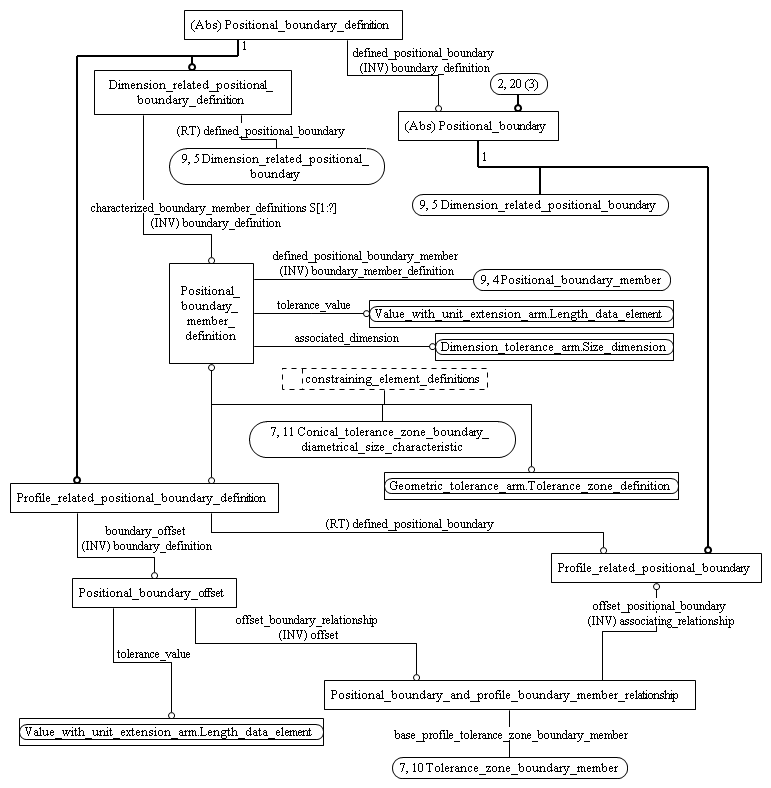 (Abs) Positional_boundary_definition
1
defined_positional_boundary
(INV) boundary_definition
2, 20 (3)
Dimension_related_positional_
boundary_definition
(Abs) Positional_boundary
(RT) defined_positional_boundary
1
9, 5 Dimension_related_positional_
boundary
9, 5 Dimension_related_positional_boundary
characterized_boundary_member_definitions S[1:?]
(INV) boundary_definition
defined_positional_boundary_member
(INV) boundary_member_definition
9, 4 Positional_boundary_member
Positional_
boundary_
member_
definition
tolerance_value
Value_with_unit_extension_arm.Length_data_element
associated_dimension
Dimension_tolerance_arm.Size_dimension
constraining_element_definitions
7, 11 Conical_tolerance_zone_boundary_
diametrical_size_characteristic
Geometric_tolerance_arm.Tolerance_zone_definition
Profile_related_positional_boundary_definition
(RT) defined_positional_boundary
boundary_offset
(INV) boundary_definition
Profile_related_positional_boundary
Positional_boundary_offset
offset_positional_boundary
(INV) associating_relationship
offset_boundary_relationship
(INV) offset
tolerance_value
Positional_boundary_and_profile_boundary_member_relationship
Value_with_unit_extension_arm.Length_data_element
base_profile_tolerance_zone_boundary_member
7, 10 Tolerance_zone_boundary_member